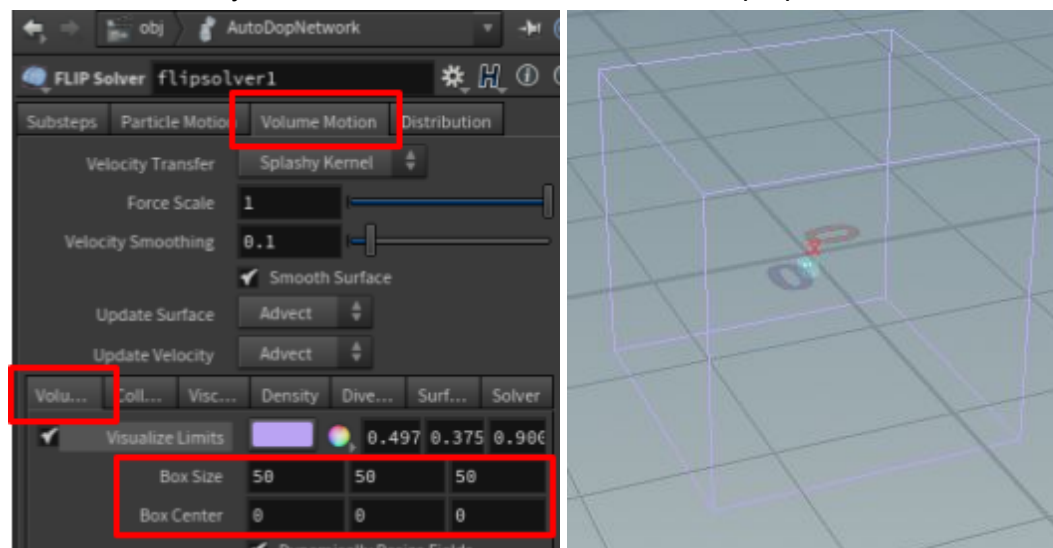 obj AutoDopNetwork
FLIP Solver flipsolver1
Substeps Particle Motion Volume Motion Distribution
Velocity Transfer Splashy Kernel
Force Scale 1
Velocity Smoothing 0.1
Smooth Surface
Update Surface Advect
Update Velocity Advect
Volu... Coll... Visc... Density Dive... Surf... Solver
Visualize Limits 0.497 0.375 0.906
Box Size 50 50 50
Box Center 0 0 0